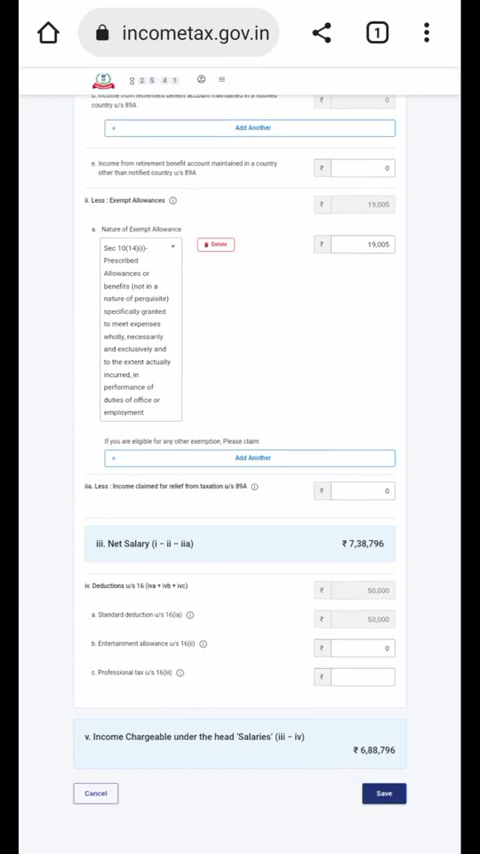 incometax.gov.in
1
2 5 : 4 1
country u/s 89A
₹ 0
+ Add Another
e. Income from retirement benefit account maintained in a country
other than notified country u/s 89A
₹ 0
ii. Less : Exempt Allowances
₹ 19,005
a. Nature of Exempt Allowance
Sec 10(14)(i)-
Prescribed
Allowances or
benefits (not in a
nature of perquisite)
specifically granted
to meet expenses
wholly, necessarily
and exclusively and
to the extent actually
incurred, in
performance of
duties of office or
employment
Delete
₹ 19,005
If you are eligible for any other exemption, Please claim.
+ Add Another
iia. Less : Income claimed for relief from taxation u/s 89A
₹ 0
iii. Net Salary (i − ii − iia)
₹ 7,38,796
iv. Deductions u/s 16 (iva + ivb + ivc)
₹ 50,000
a. Standard deduction u/s 16(ia)
₹ 50,000
b. Entertainment allowance u/s 16(ii)
₹ 0
c. Professional tax u/s 16(iii)
₹
v. Income Chargeable under the head 'Salaries' (iii − iv)
₹ 6,88,796
Cancel
Save